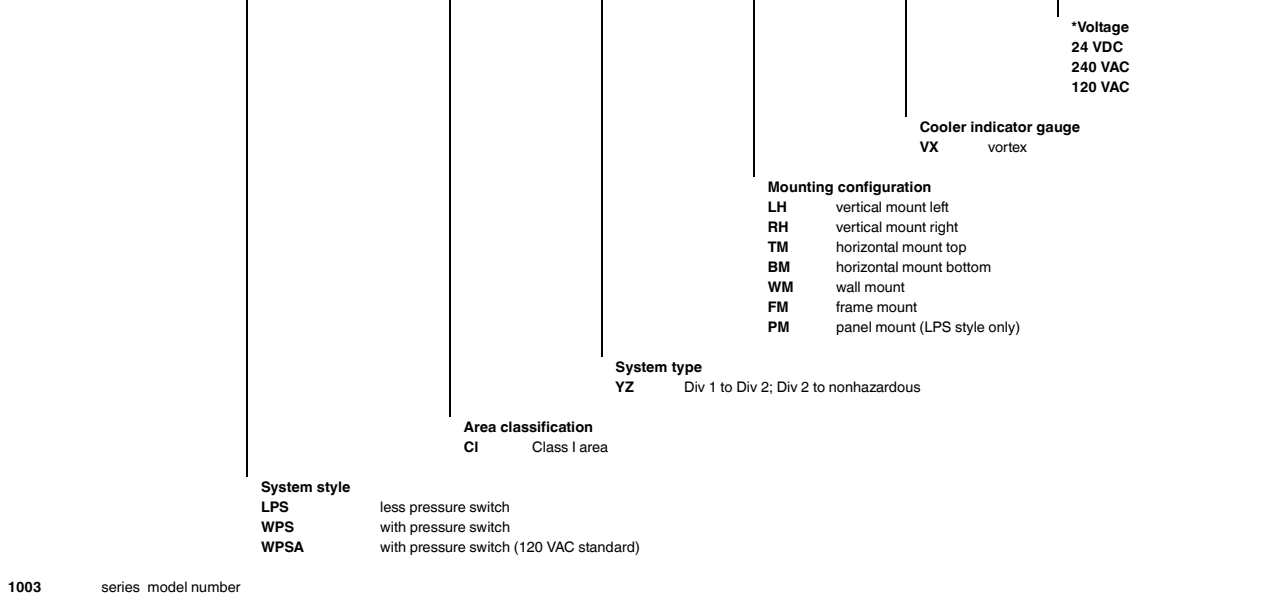 *Voltage
24 VDC
240 VAC
120 VAC
Cooler indicator gauge
VX vortex
Mounting configuration
LH vertical mount left
RH vertical mount right
TM horizontal mount top
BM horizontal mount bottom
WM wall mount
FM frame mount
PM panel mount (LPS style only)
System type
YZ Div 1 to Div 2; Div 2 to nonhazardous
Area classification
CI Class I area
System style
LPS less pressure switch
WPS with pressure switch
WPSA with pressure switch (120 VAC standard)
1003 series model number